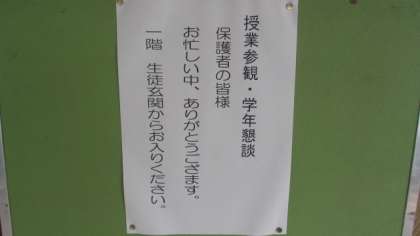 授業参観・学年懇談
保護者の皆様
お忙しい中、ありがとうござます。
一階 生徒玄関からお入りください。